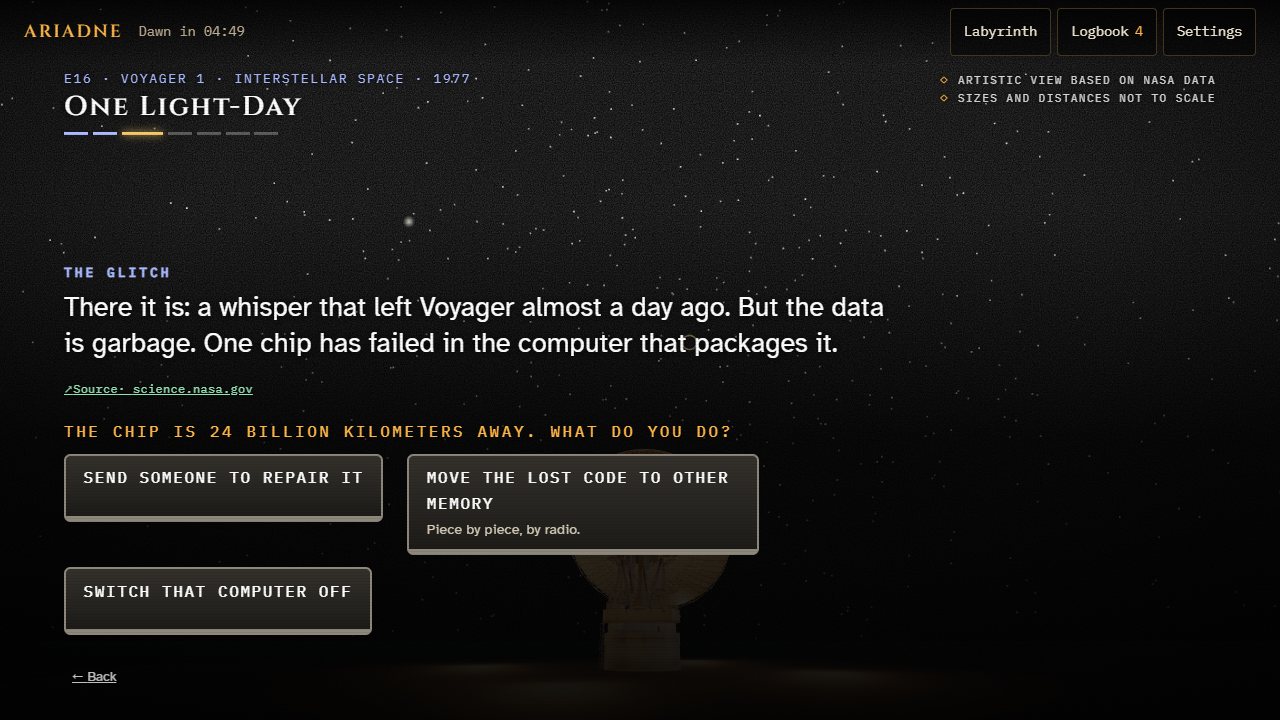 ARIADNE Dawn in 04:49
Labyrinth Logbook 4 Settings
E16 · VOYAGER 1 · INTERSTELLAR SPACE · 1977·
One Light-Day
◇ ARTISTIC VIEW BASED ON NASA DATA
◇ SIZES AND DISTANCES NOT TO SCALE
THE GLITCH
There it is: a whisper that left Voyager almost a day ago. But the data
is garbage. One chip has failed in the computer that packages it.
↗Source· science.nasa.gov
THE CHIP IS 24 BILLION KILOMETERS AWAY. WHAT DO YOU DO?
SEND SOMEONE TO REPAIR IT
MOVE THE LOST CODE TO OTHER
MEMORY
Piece by piece, by radio.
SWITCH THAT COMPUTER OFF
← Back